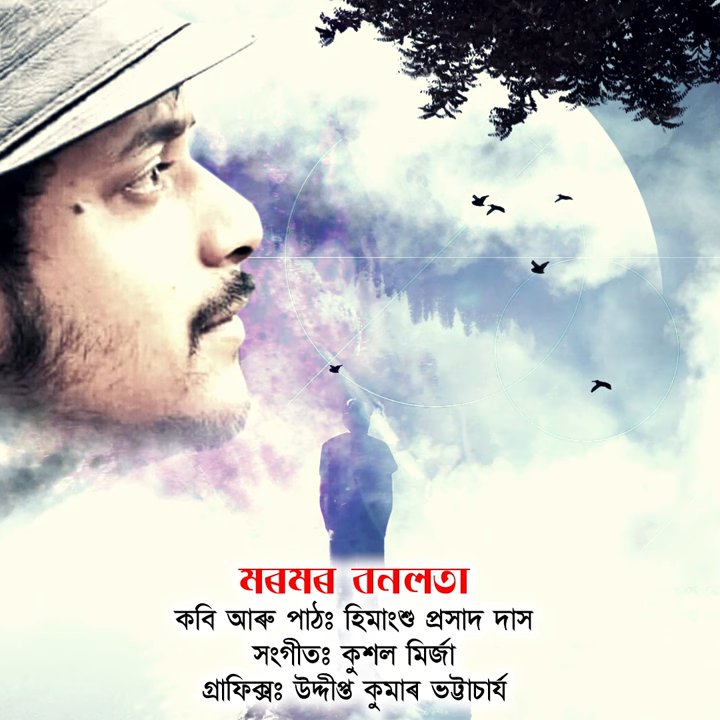 মৰমৰ বনলতা
কবি আৰু পাঠঃ হিমাংশু প্ৰসাদ দাস
সংগীতঃ কুশল মিৰ্জা
গ্ৰাফিক্সঃ উদ্দীপ্ত কুমাৰ ভট্টাচাৰ্য